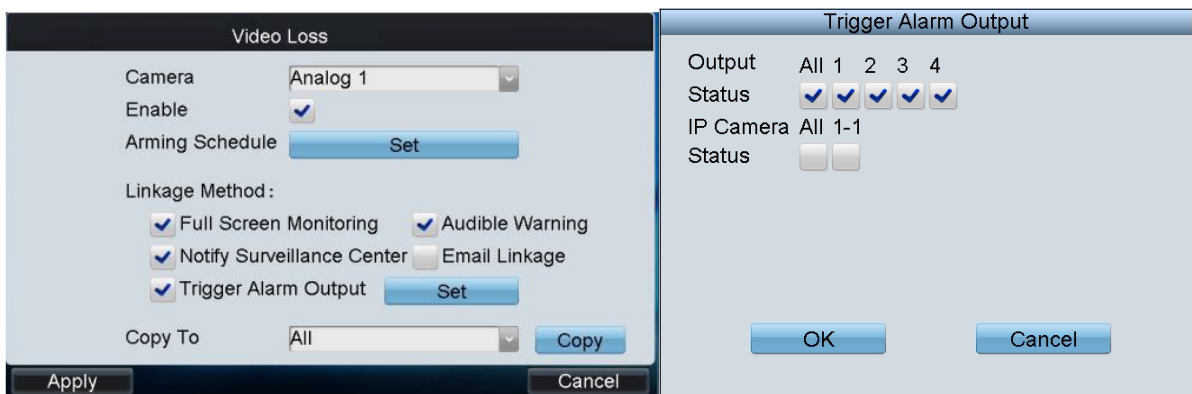 Video Loss
Camera Analog 1
Enable
Arming Schedule Set
Linkage Method:
Full Screen Monitoring Audible Warning
Notify Surveillance Center Email Linkage
Trigger Alarm Output Set
Copy To All Copy
Apply Cancel
Trigger Alarm Output
Output All 1 2 3 4
Status
IP Camera All 1-1
Status
OK Cancel